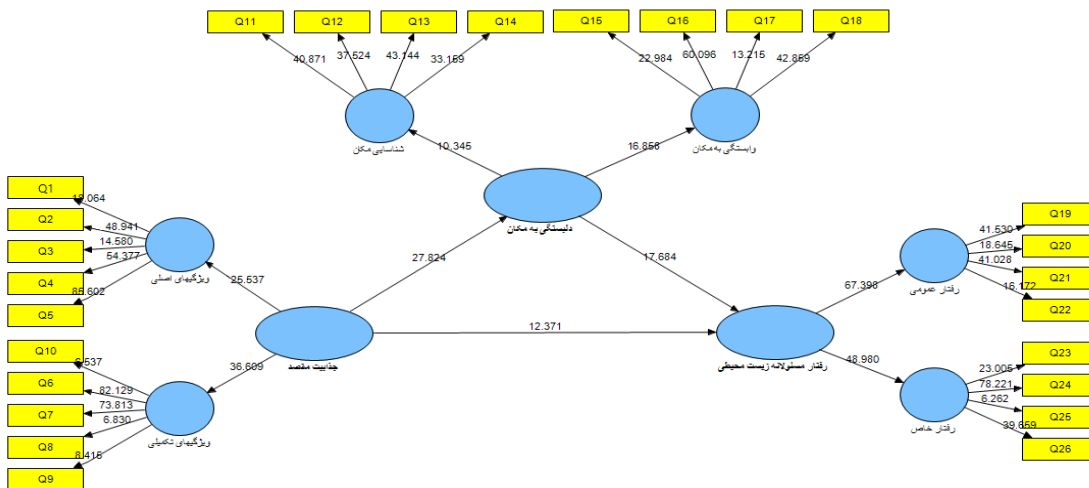 Q11
Q12
Q13
Q14
Q15
Q16
Q17
Q18
40.871
37.524
43.144
33.159
22.984
60.096
13.215
42.859
شناسایی مکان
وابستگی به مکان
10.345
16.856
دلبستگی به مکان
Q1
Q2
Q3
Q4
Q5
48.941
14.580
54.377
85.602
ویژگیهای اصلی
25.537
27.824
17.684
Q19
Q20
Q21
Q22
41.530
18.645
41.028
16.172
رفتار عمومی
67.398
12.371
جذابیت مقصد
رفتار مسئولانه زیست محیطی
Q10
Q6
Q7
Q8
Q9
6.537
82.129
73.813
6.830
8.416
ویژگیهای تکمیلی
36.609
48.980
Q23
Q24
Q25
Q26
23.005
78.221
6.262
39.659
رفتار خاص